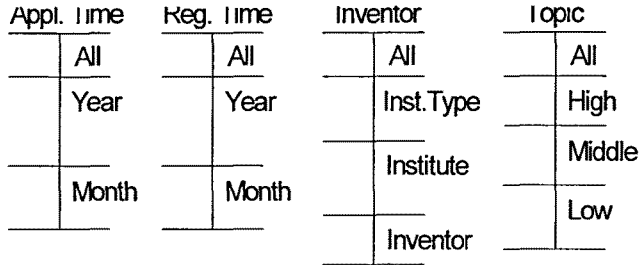 Appl. Time Reg. Time Inventor Topic
All All All All
Year Year Inst.Type High
Institute Middle
Month Month Low
Inventor